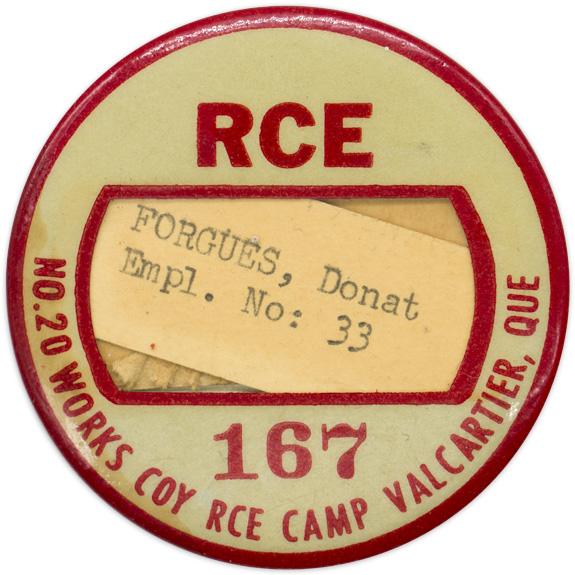 RCE
FORGUES, Donat
Empl. No: 33
167
NO.20 WORKS COY RCE CAMP VALCARTIER, QUE